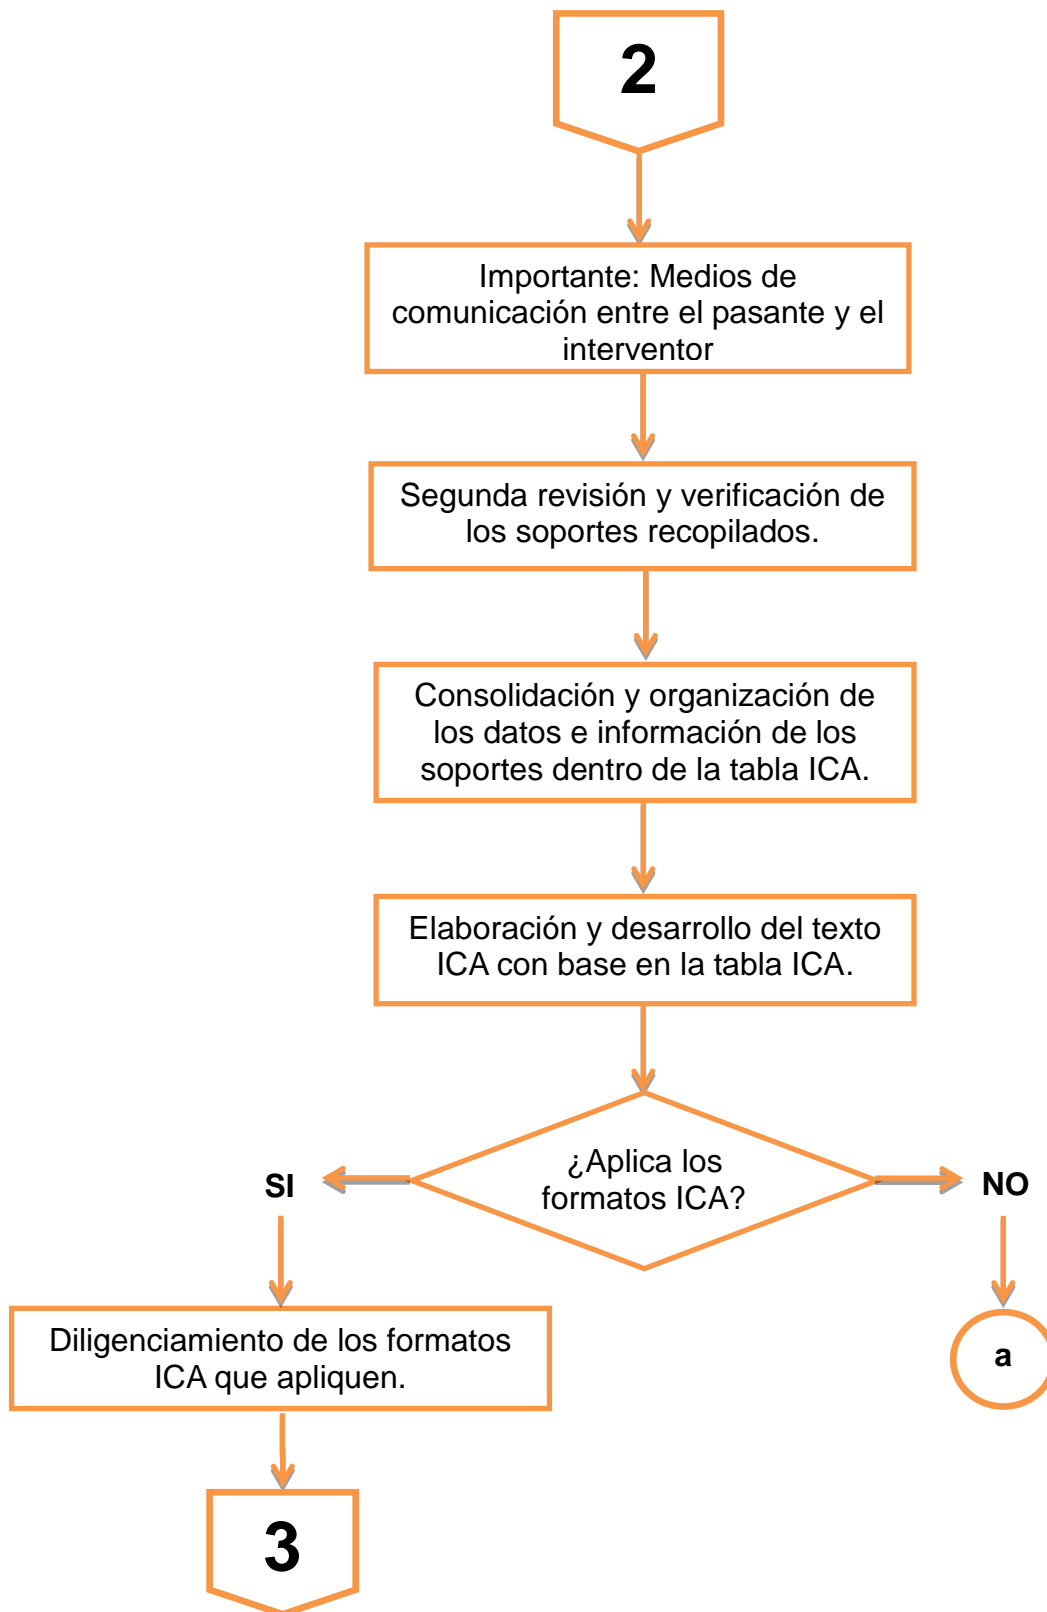 2
Importante: Medios de
comunicación entre el pasante y el
interventor
Segunda revisión y verificación de
los soportes recopilados.
Consolidación y organización de
los datos e información de los
soportes dentro de la tabla ICA.
Elaboración y desarrollo del texto
ICA con base en la tabla ICA.
¿Aplica los
formatos ICA?
SI
NO
Diligenciamiento de los formatos
ICA que apliquen.
a
3